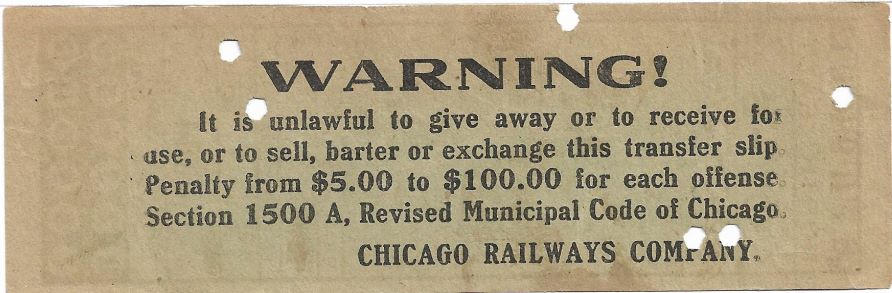 WARNING!
It is unlawful to give away or to receive for
use, or to sell, barter or exchange this transfer slip.
Penalty from $5.00 to $100.00 for each offense.
Section 1500 A, Revised Municipal Code of Chicago.
CHICAGO RAILWAYS COMPANY.